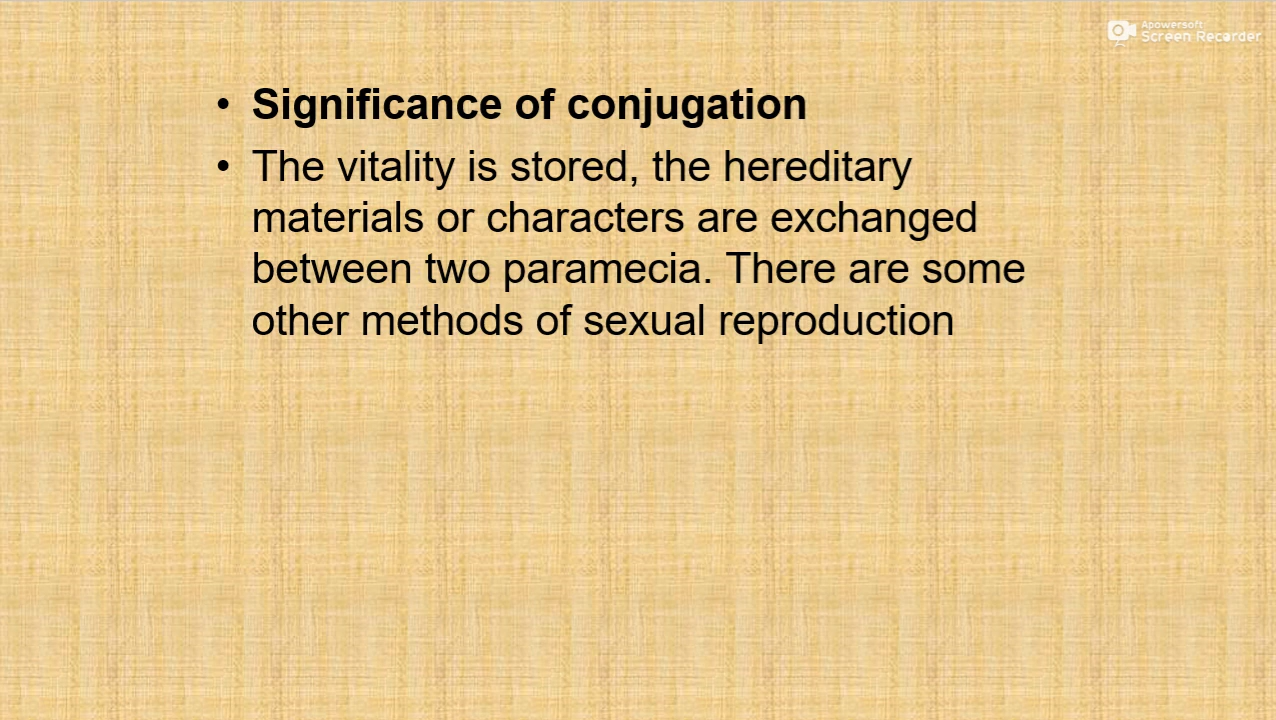 Apowersoft
Screen Recorder
• Significance of conjugation
• The vitality is stored, the hereditary
materials or characters are exchanged
between two paramecia. There are some
other methods of sexual reproduction